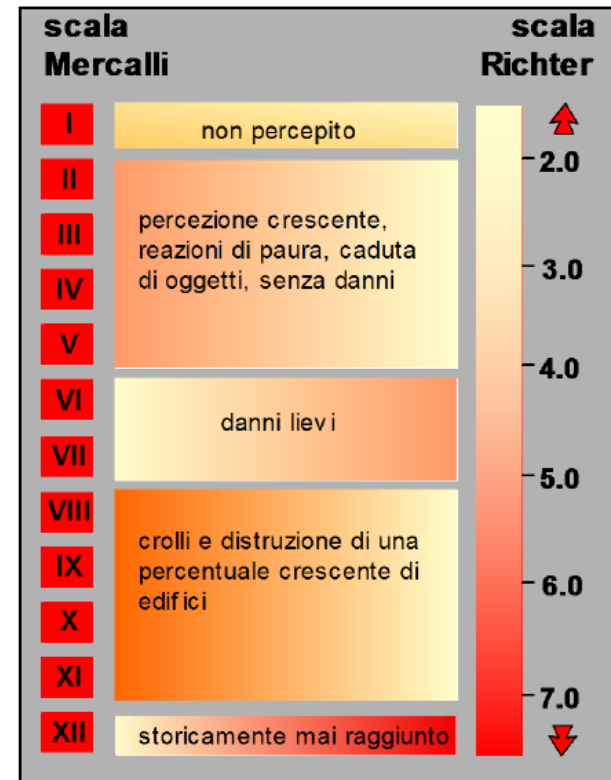 scala
Mercalli
scala
Richter
I
non percepito
II
III
IV
V
percezione crescente,
reazioni di paura, caduta
di oggetti, senza danni
VI
VII
danni lievi
VIII
IX
X
XI
crolli e distruzione di una
percentuale crescente di
edifici
XII
storicamente mai raggiunto
2.0
3.0
4.0
5.0
6.0
7.0